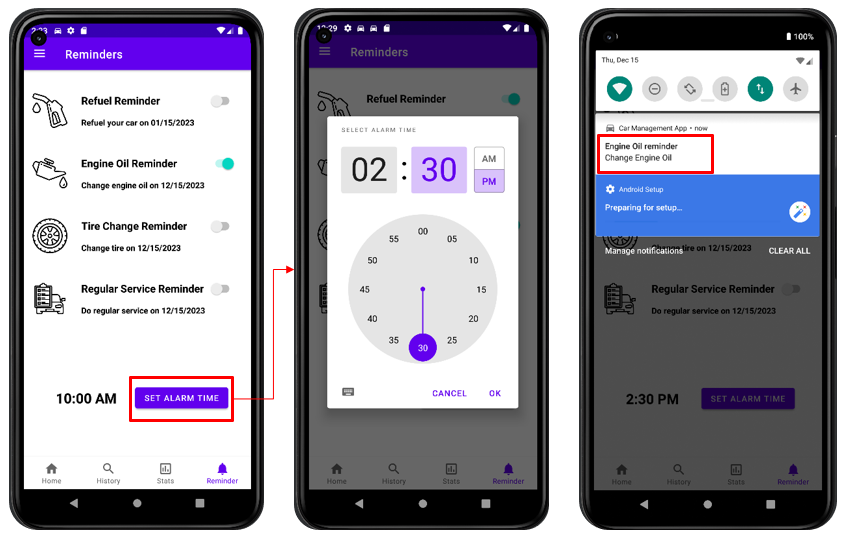 2:23
Reminders
Refuel Reminder
Refuel your car on 01/15/2023
Engine Oil Reminder
Change engine oil on 12/15/2023
Tire Change Reminder
Change tire on 12/15/2023
Regular Service Reminder
Do regular service on 12/15/2023
10:00 AM
SET ALARM TIME
Home
History
Stats
Reminder
Reminders
Refuel Reminder
SELECT ALARM TIME
02
:
30
AM
PM
00
05
10
15
20
25
30
35
40
45
50
55
CANCEL
OK
Home
History
Stats
Reminder
100%
Thu, Dec 15
Car Management App • now
Engine Oil reminder
Change Engine Oil
Android Setup
Preparing for setup...
Change tire on 12/15/2023
Manage notifications
CLEAR ALL
Regular Service Reminder
Do regular service on 12/15/2023
2:30 PM
SET ALARM TIME
Home
History
Stats
Reminder